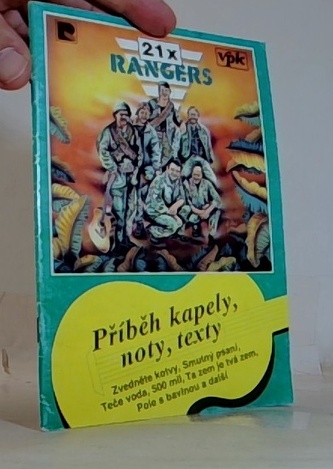 R
21x
RANGERS
vpk
Příběh kapely,
noty, texty
Zvedněte kotvy, Smutný psaní,
Teče voda, 500 mil, Ta zem je tvá zem,
Pole s bavlnou a další